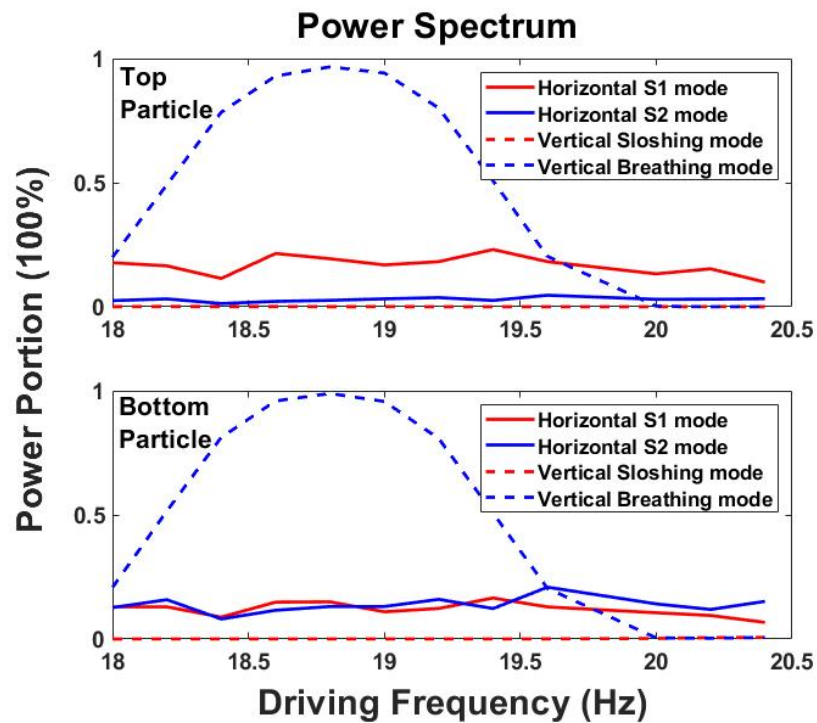 Power Spectrum
Power Portion (100%)
Top
Particle
Horizontal S1 mode
Horizontal S2 mode
Vertical Sloshing mode
Vertical Breathing mode
1
0.5
0
18
18.5
19
19.5
20
20.5
Bottom
Particle
Horizontal S1 mode
Horizontal S2 mode
Vertical Sloshing mode
Vertical Breathing mode
1
0.5
0
18
18.5
19
19.5
20
20.5
Driving Frequency (Hz)